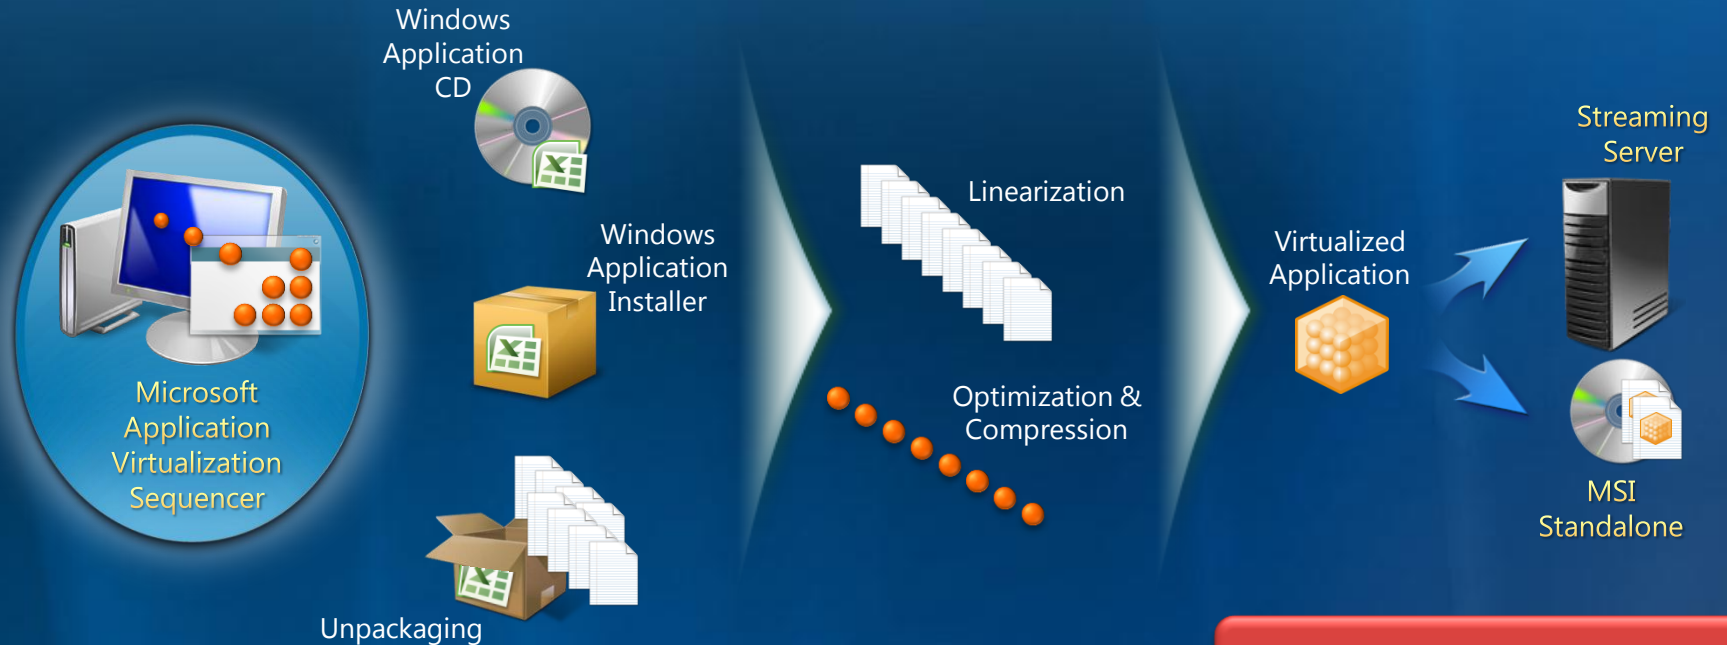 Windows
Application
CD
Windows
Application
Installer
Unpackaging
Microsoft
Application
Virtualization
Sequencer
Linearization
Optimization &
Compression
Virtualized
Application
Streaming
Server
MSI
Standalone